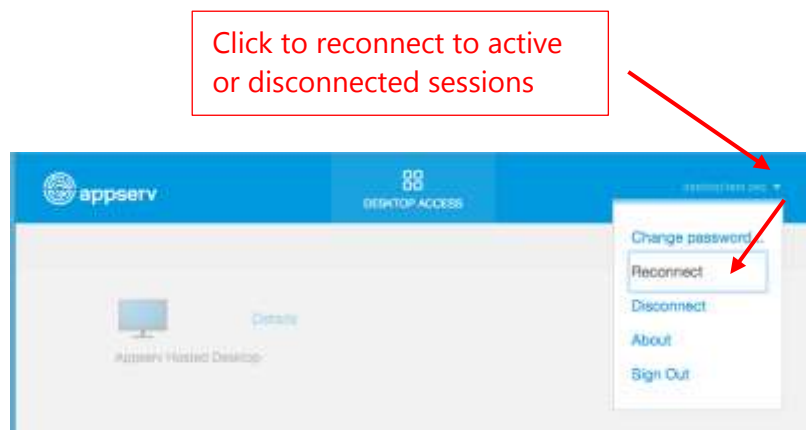 Click to reconnect to active
or disconnected sessions
appserv
DESKTOP ACCESS
Change password...
Reconnect
Details
Disconnect
Appserv Hosted Desktop
About
Sign Out